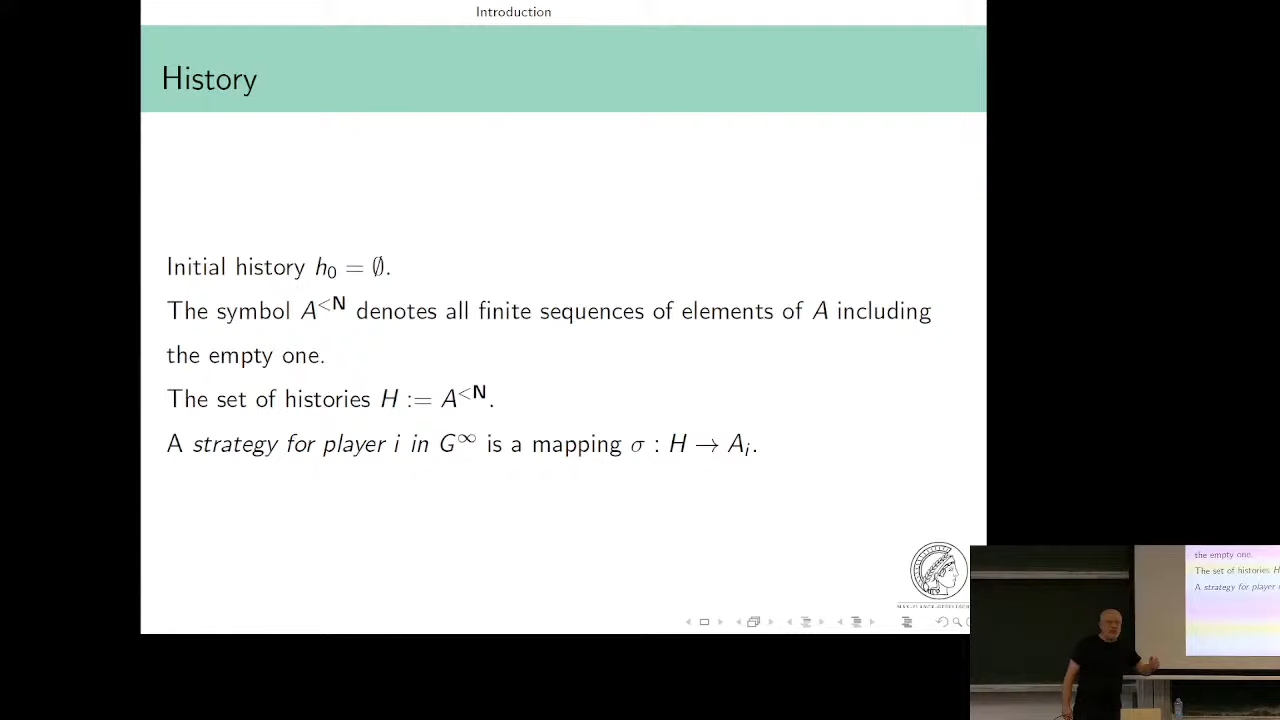 Introduction
History
Initial history h₀ = ∅.
The symbol A^{<N} denotes all finite sequences of elements of A including
the empty one.
The set of histories H := A^{<N}.
A strategy for player i in G^∞ is a mapping σ : H → A_i.
the empty one.
The set of histories H
A strategy for player i